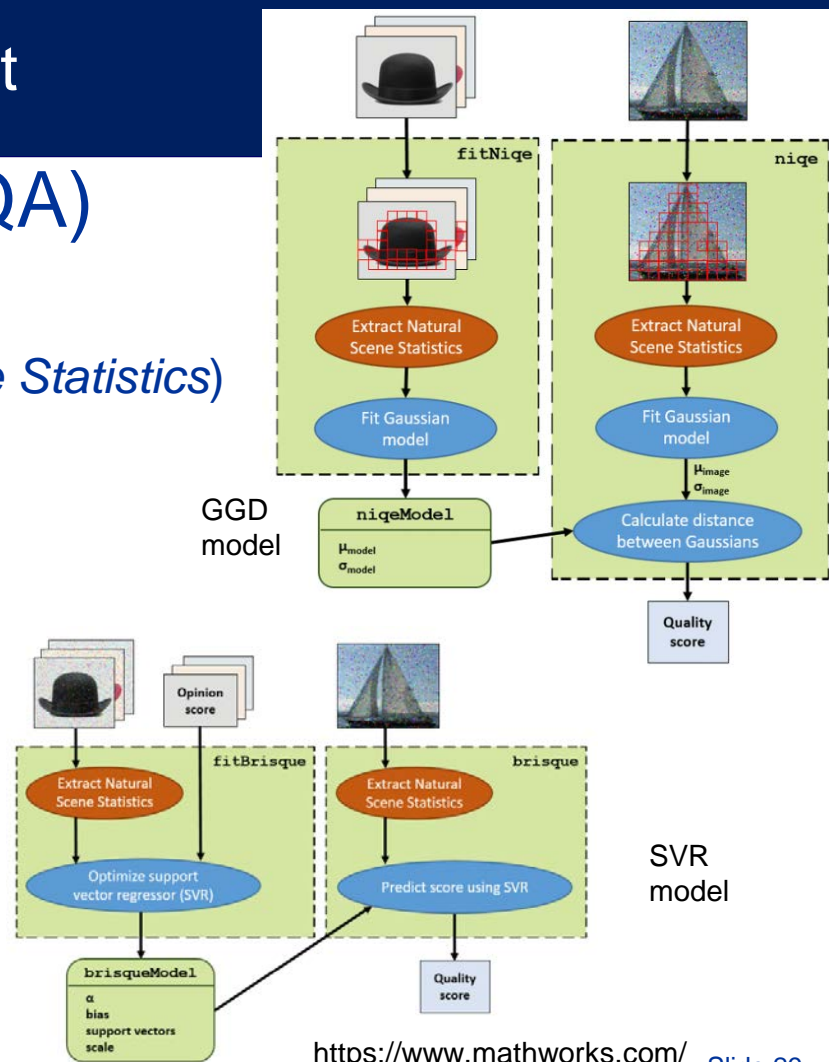 t
QA)
e Statistics)
fitNiqe
niqe
Extract Natural
Scene Statistics
Extract Natural
Scene Statistics
Fit Gaussian
model
Fit Gaussian
model
μimage
σimage
GGD
model
niqeModel
μmodel
σmodel
Calculate distance
between Gaussians
Quality
score
Opinion
score
fitBrisque
brisque
Extract Natural
Scene Statistics
Extract Natural
Scene Statistics
Optimize support
vector regressor (SVR)
Predict score using SVR
SVR
model
brisqueModel
α
bias
support vectors
scale
Quality
score
https://www.mathworks.com/